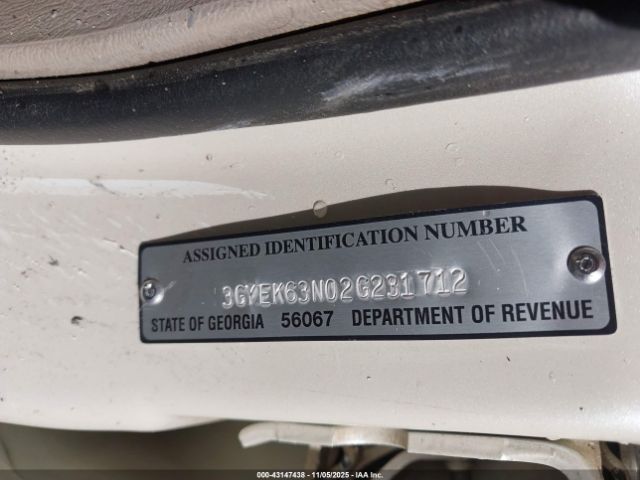 ASSIGNED IDENTIFICATION NUMBER
3GYEK63N02G231712
STATE OF GEORGIA 56067 DEPARTMENT OF REVENUE
000-43147438 - 11/05/2025 - IAA Inc.